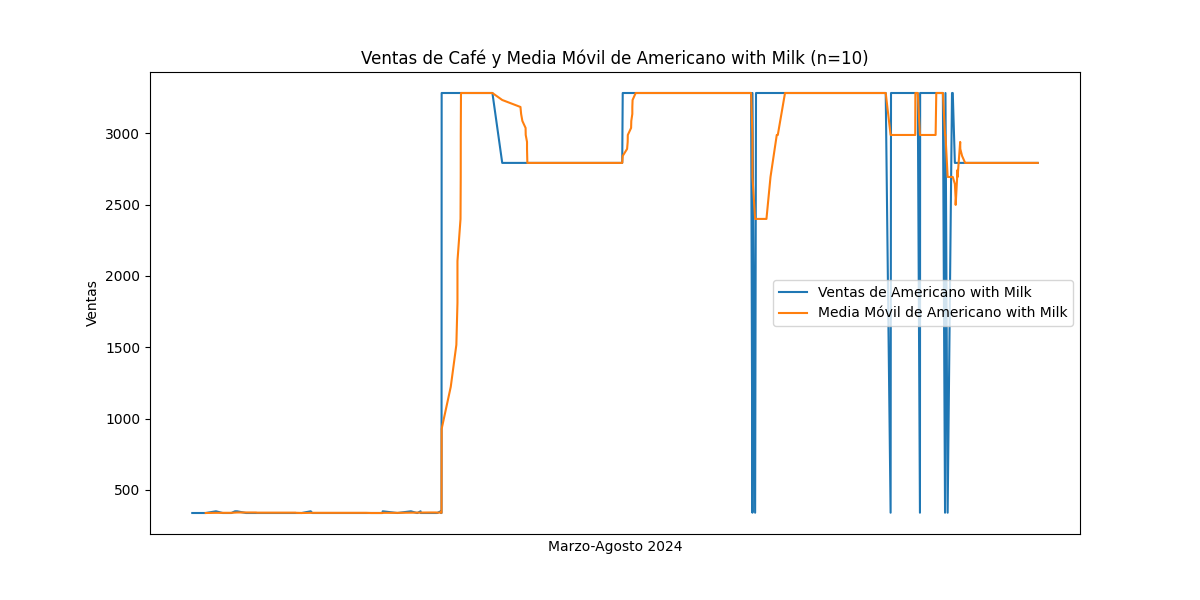 Ventas de Café y Media Móvil de Americano with Milk (n=10)
3000
2500
2000
1500
1000
500
Ventas
Ventas de Americano with Milk
Media Móvil de Americano with Milk
Marzo-Agosto 2024